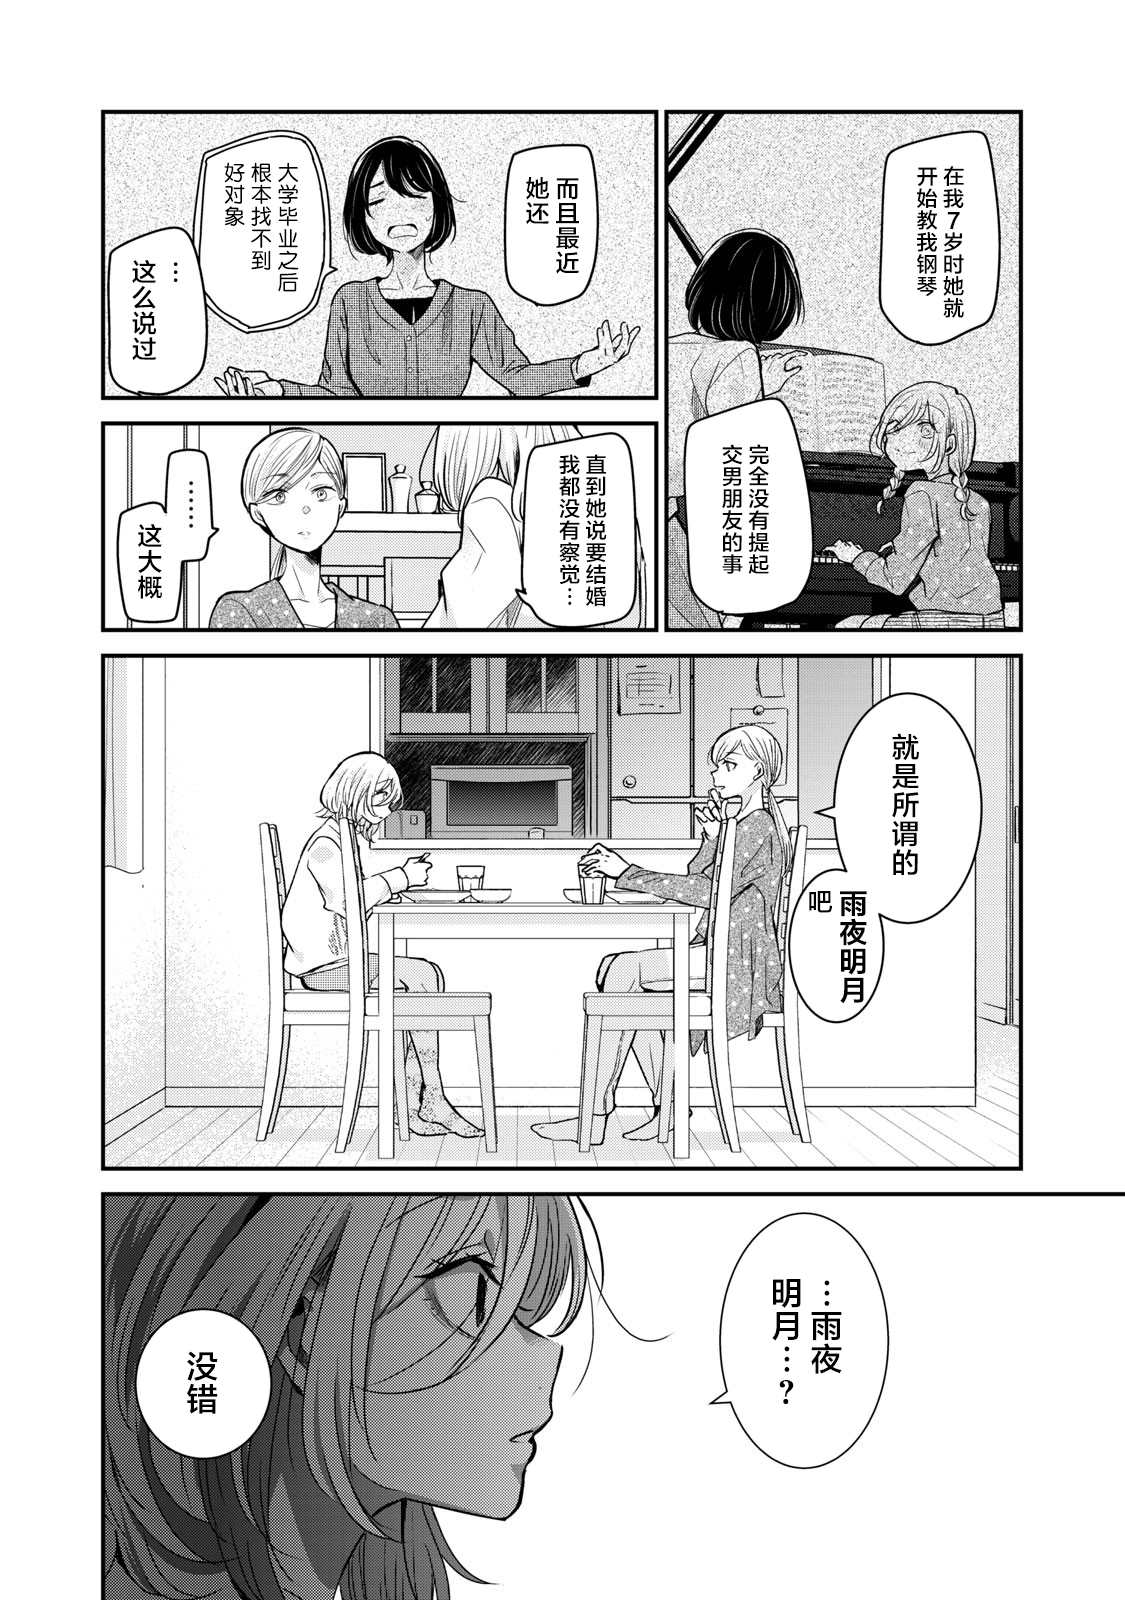 在我7岁时她就
开始教我钢琴
完全没有提起
交男朋友的事
而且最近
她还
大学毕业之后
根本找不到
好对象
…
这么说过
直到她说要结婚
我都没有察觉…
……
这大概
就是所谓的
雨夜明月
吧
…雨夜
明月…?
没错